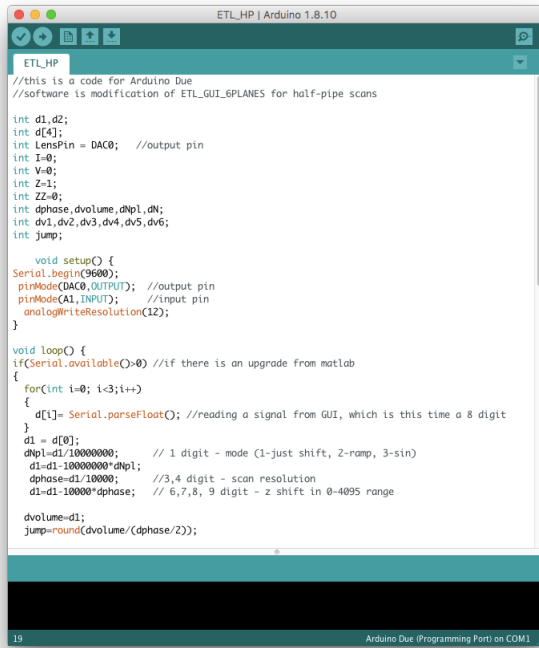 ETL_HP | Arduino 1.8.10
ETL_HP
//this is a code for Arduino Due
//software is modification of ETL_GUI_6PLANES for half-pipe scans
int d1,d2;
int d[4];
int LensPin = DAC0;   //output pin
int I=0;
int V=0;
int Z=1;
int ZZ=0;
int dphase,dvolume,dNpl,dN;
int dv1,dv2,dv3,dv4,dv5,dv6;
int jump;
void setup() {
Serial.begin(9600);
pinMode(DAC0,OUTPUT);  //output pin
pinMode(A1,INPUT);     //input pin
analogWriteResolution(12);
}
void loop() {
if(Serial.available()>0) //if there is an upgrade from matlab
{
for(int i=0; i<3;i++)
{
d[i]= Serial.parseFloat(); //reading a signal from GUI, which is this time a 8 digit
}
d1 = d[0];
dNpl=d1/10000000;      // 1 digit - mode (1-just shift, 2-ramp, 3-sin)
d1=d1-10000000*dNpl;
dphase=d1/10000;       //3,4 digit - scan resolution
d1=d1-10000*dphase;   // 6,7,8, 9 digit - z shift in 0-4095 range
dvolume=d1;
jump=round(dvolume/(dphase/2));
19
Arduino Due (Programming Port) on COM1